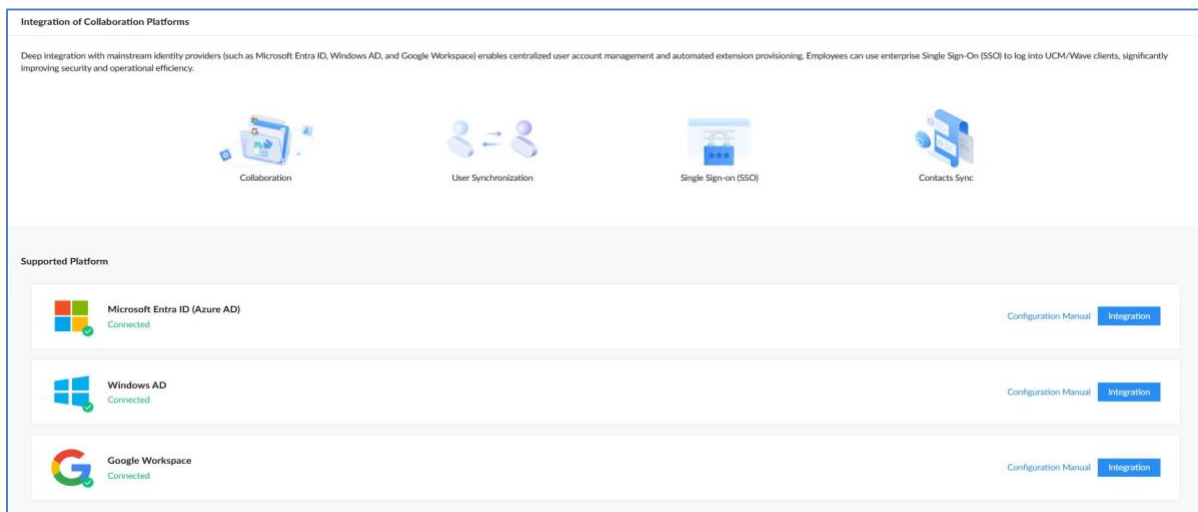 Integration of Collaboration Platforms
Deep integration with mainstream identity providers (such as Microsoft Entra ID, Windows AD, and Google Workspace) enables centralized user account management and automated extension provisioning. Employees can use enterprise Single Sign-On (SSO) to log into UCM/Wave clients, significantly
improving security and operational efficiency.
Collaboration
User Synchronization
Single Sign-on (SSO)
Contacts Sync
Supported Platform
Microsoft Entra ID (Azure AD)
Connected
Configuration Manual
Integration
Windows AD
Connected
Configuration Manual
Integration
Google Workspace
Connected
Configuration Manual
Integration